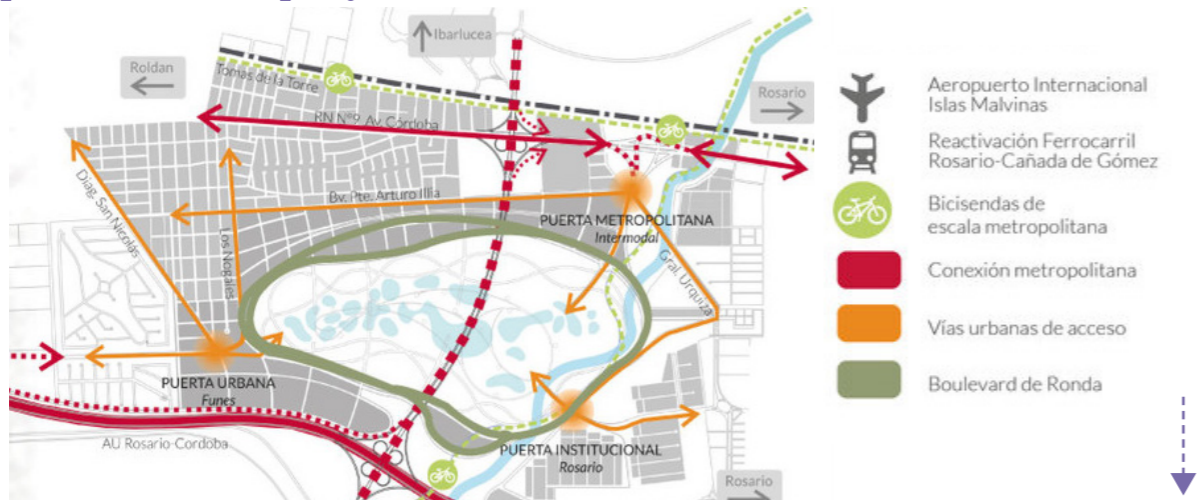 Ibarlucea
Roldan
Tomas de la Torre
Rosario
RN Nº9 Av. Córdoba
Diag. San Nicolás
Bv. Pte. Arturo Illia
Los Nogales
PUERTA METROPOLITANA
Intermodal
Gral. Urquiza
PUERTA URBANA
Funes
AU Rosario-Cordoba
PUERTA INSTITUCIONAL
Rosario
Rosario
Aeropuerto Internacional
Islas Malvinas
Reactivación Ferrocarril
Rosario-Cañada de Gómez
Bicisendas de
escala metropolitana
Conexión metropolitana
Vías urbanas de acceso
Boulevard de Ronda